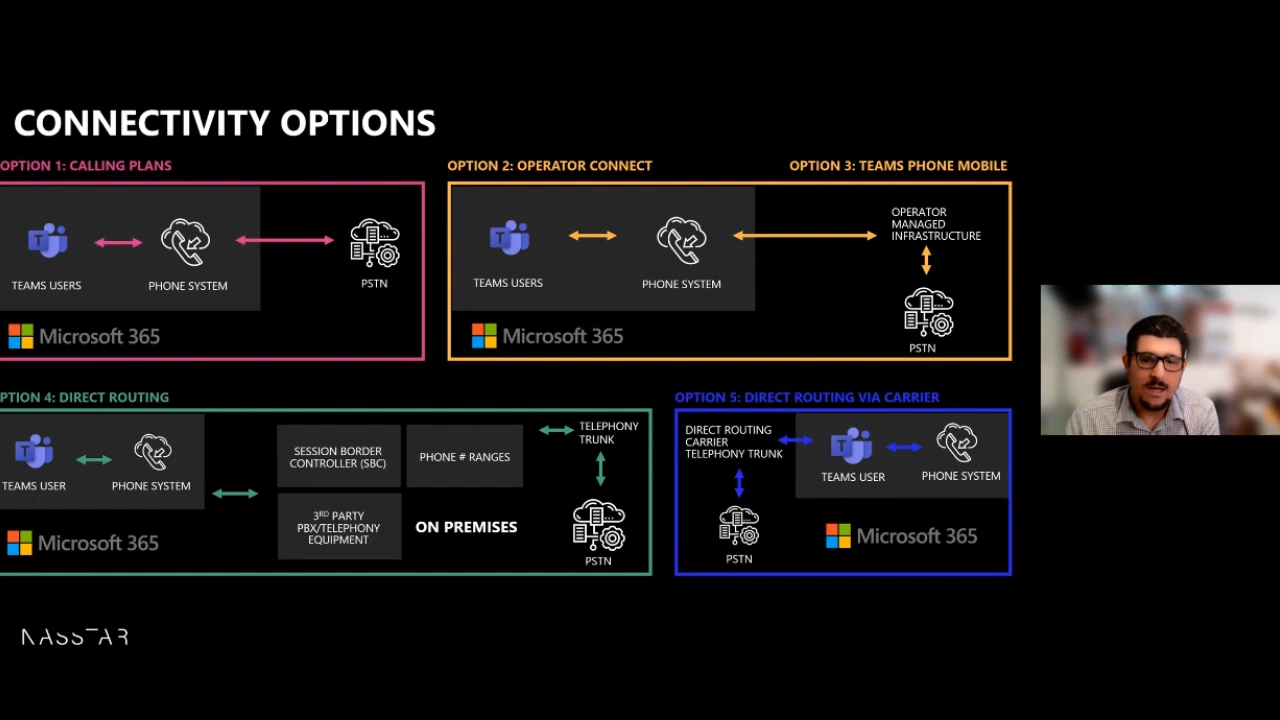 CONNECTIVITY OPTIONS
OPTION 1: CALLING PLANS
TEAMS USERS
PHONE SYSTEM
PSTN
Microsoft 365
OPTION 2: OPERATOR CONNECT
OPTION 3: TEAMS PHONE MOBILE
TEAMS USERS
PHONE SYSTEM
OPERATOR
MANAGED
INFRASTRUCTURE
PSTN
Microsoft 365
PTION 4: DIRECT ROUTING
TEAMS USER
PHONE SYSTEM
Microsoft 365
SESSION BORDER
CONTROLLER (SBC)
PHONE # RANGES
3RD PARTY
PBX/TELEPHONY
EQUIPMENT
ON PREMISES
TELEPHONY
TRUNK
PSTN
OPTION 5: DIRECT ROUTING VIA CARRIER
DIRECT ROUTING
CARRIER
TELEPHONY TRUNK
PSTN
TEAMS USER
PHONE SYSTEM
Microsoft 365
NASSTAR